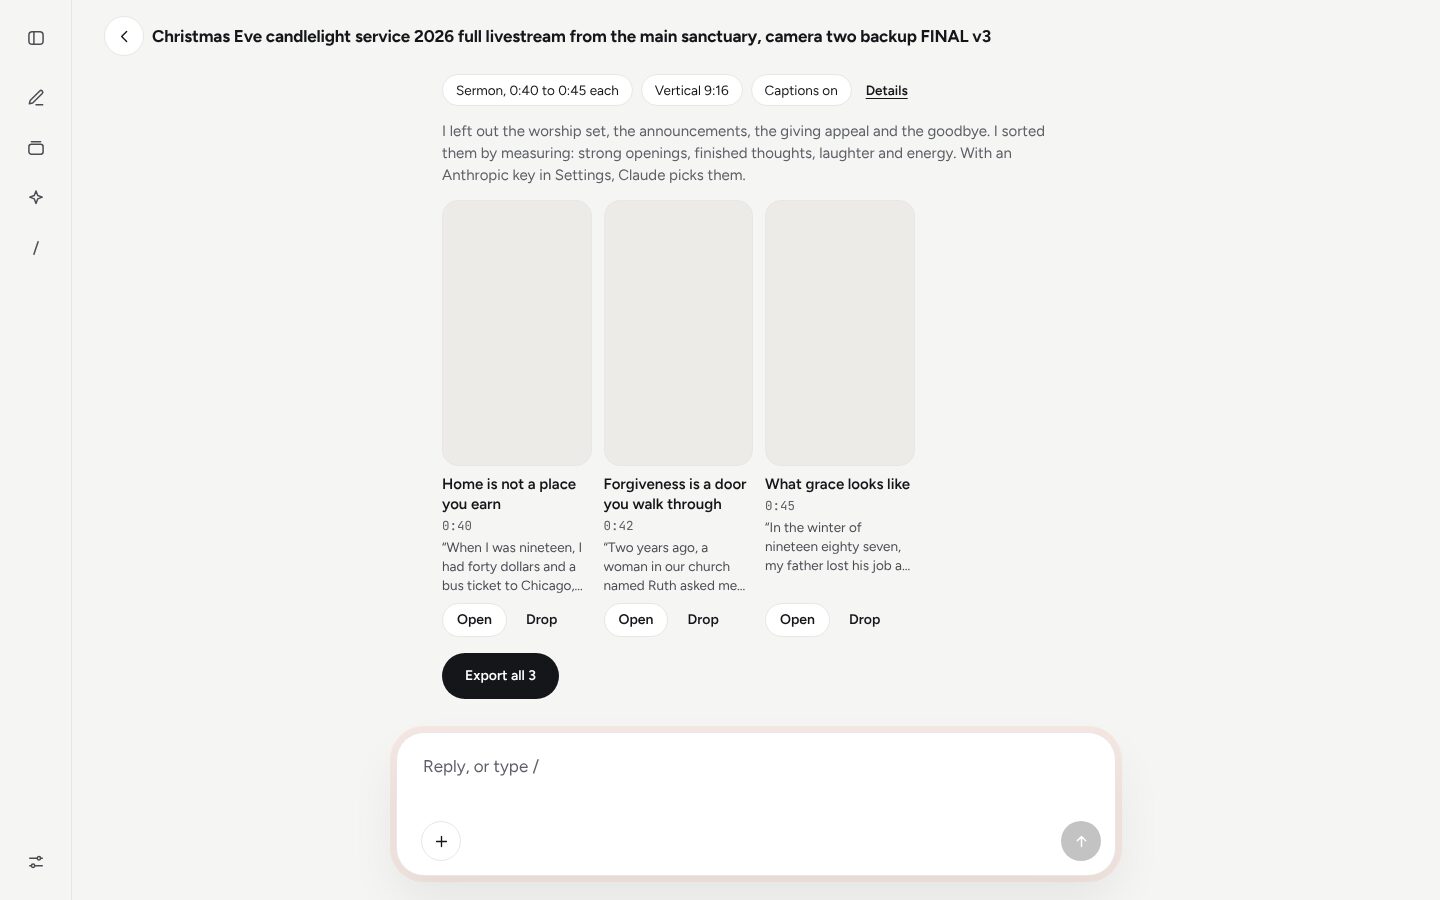 Christmas Eve candlelight service 2026 full livestream from the main sanctuary, camera two backup FINAL v3
Sermon, 0:40 to 0:45 each
Vertical 9:16
Captions on
Details
I left out the worship set, the announcements, the giving appeal and the goodbye. I sorted
them by measuring: strong openings, finished thoughts, laughter and energy. With an
Anthropic key in Settings, Claude picks them.
Home is not a place
you earn
0:40
“When I was nineteen, I
had forty dollars and a
bus ticket to Chicago,…
Open
Drop
Forgiveness is a door
you walk through
0:42
“Two years ago, a
woman in our church
named Ruth asked me…
Open
Drop
What grace looks like
0:45
“In the winter of
nineteen eighty seven,
my father lost his job a…
Open
Drop
Export all 3
Reply, or type /